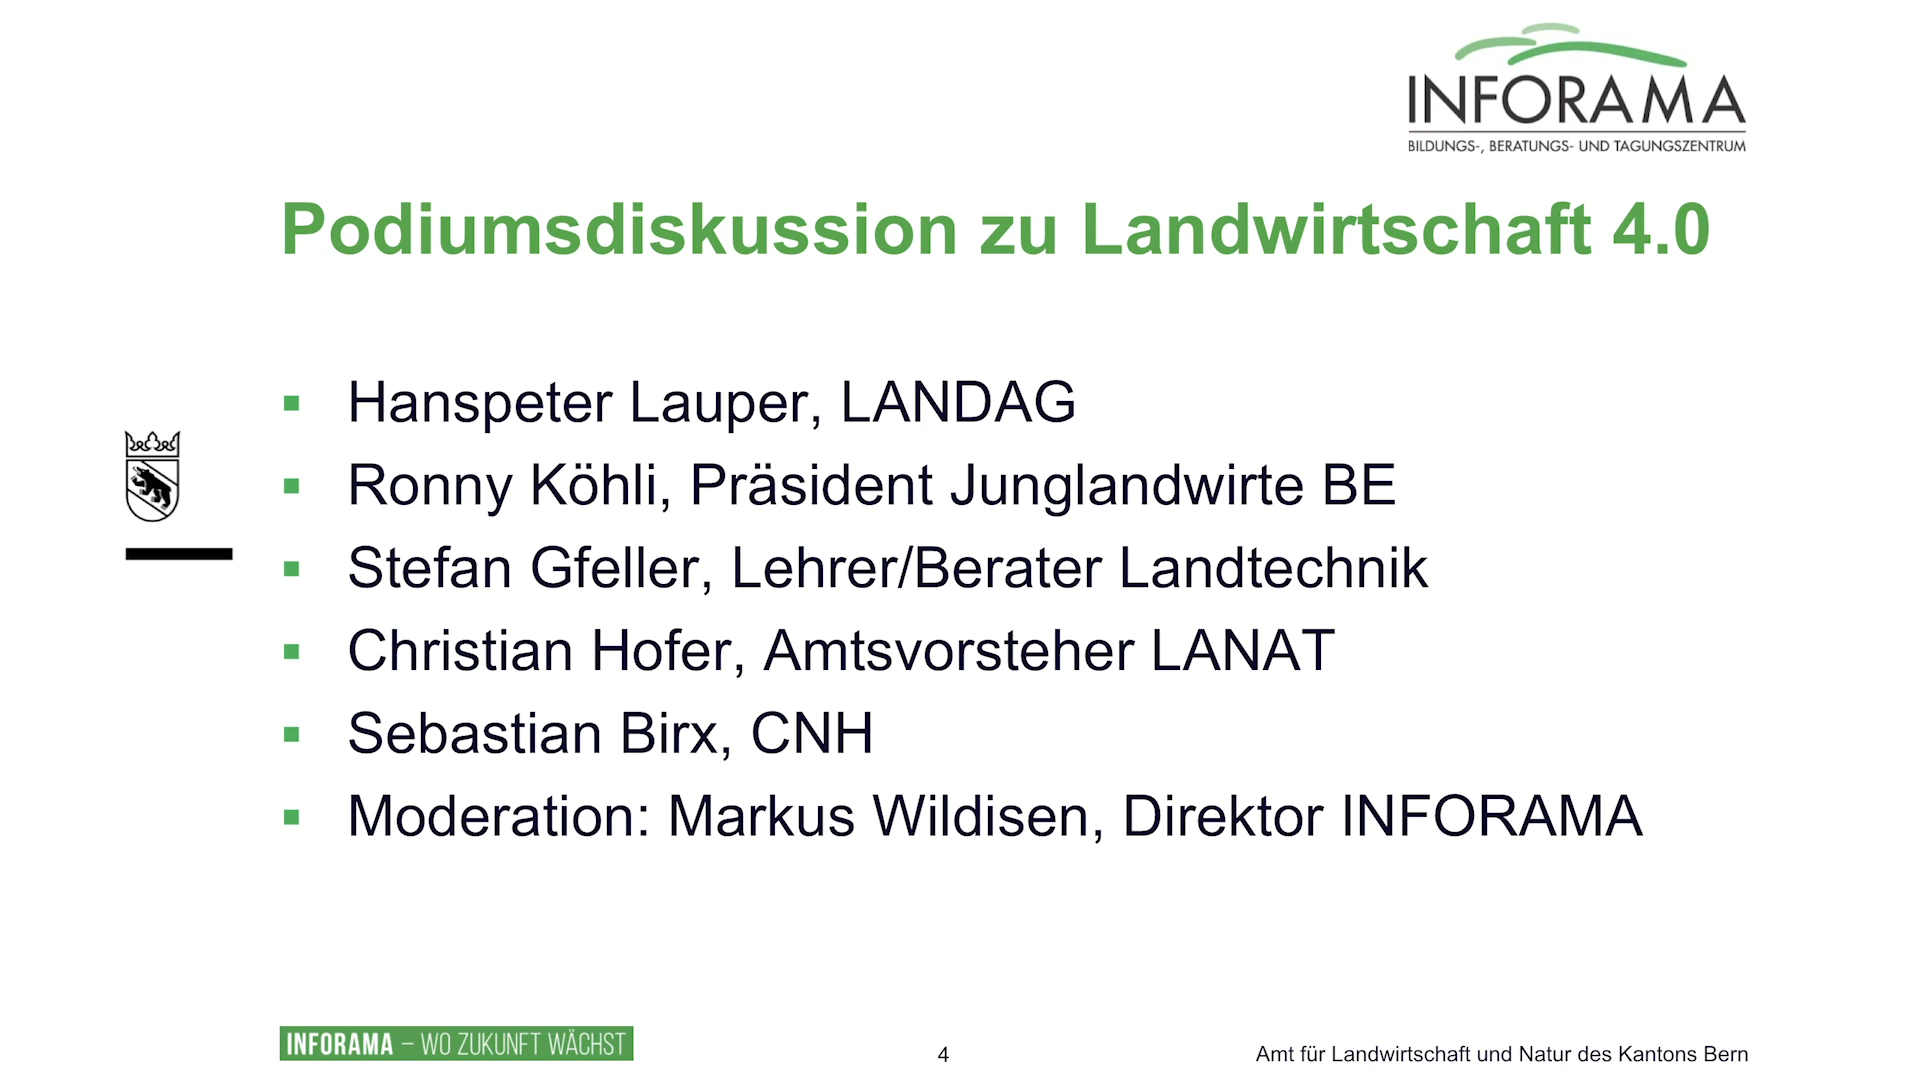 INFORAMA
BILDUNGS-, BERATUNGS- UND TAGUNGSZENTRUM
Podiumsdiskussion zu Landwirtschaft 4.0
Hanspeter Lauper, LANDAG
Ronny Köhli, Präsident Junglandwirte BE
Stefan Gfeller, Lehrer/Berater Landtechnik
Christian Hofer, Amtsvorsteher LANAT
Sebastian Birx, CNH
Moderation: Markus Wildisen, Direktor INFORAMA
INFORAMA – WO ZUKUNFT WÄCHST
4
Amt für Landwirtschaft und Natur des Kantons Bern